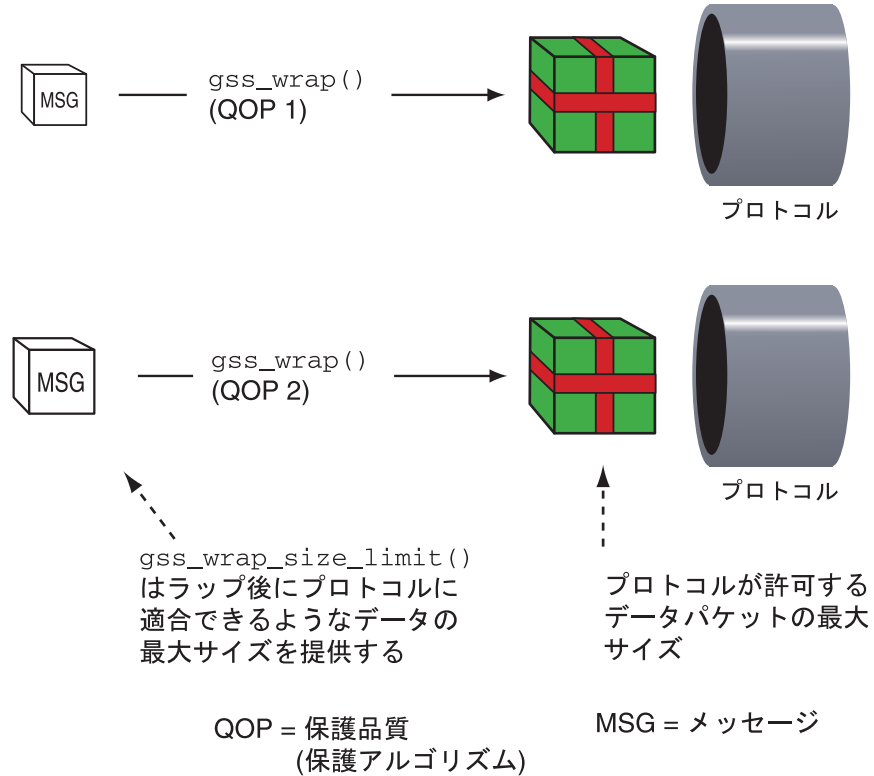 MSG
gss_wrap()
(QOP 1)
プロトコル
MSG
gss_wrap()
(QOP 2)
プロトコル
gss_wrap_size_limit()
はラップ後にプロトコルに
適合できるようなデータの
最大サイズを提供する
プロトコルが許可する
データパケットの最大
サイズ
QOP = 保護品質
(保護アルゴリズム)
MSG = メッセージ